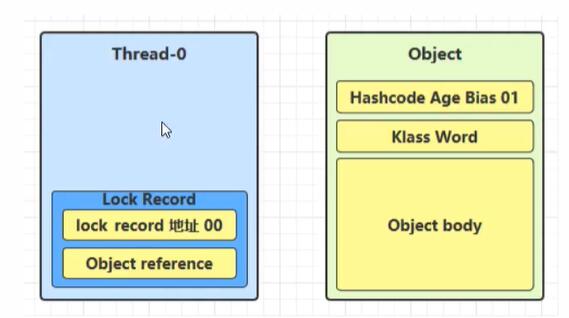 Thread-0
Lock Record
lock record 地址 00
Object reference
Object
Hashcode Age Bias 01
Klass Word
Object body